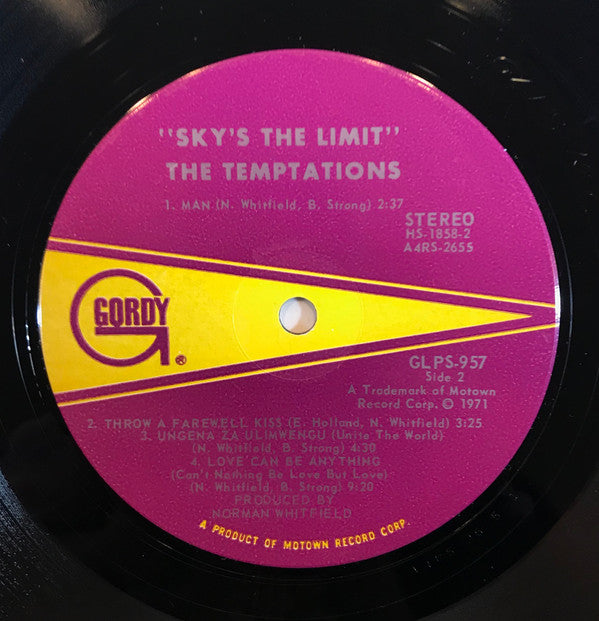 "SKY'S THE LIMIT"
THE TEMPTATIONS
1. MAN (N. Whitfield, B. Strong) 2:37
STEREO
HS-1858-2
A4RS-2655
GORDY
®
GLPS-957
Side 2
A Trademark of Motown
Record Corp. © 1971
2. THROW A FAREWELL KISS (E. Holland, N. Whitfield) 3:25
3. UNGENA ZA ULIMWENGU (Unite The World)
(N. Whitfield, B. Strong) 4:30
4. LOVE CAN BE ANYTHING
(Can't Nothing Be Love But Love)
(N. Whitfield, B. Strong) 9:20
PRODUCED BY
NORMAN WHITFIELD
A PRODUCT OF MOTOWN RECORD CORP.